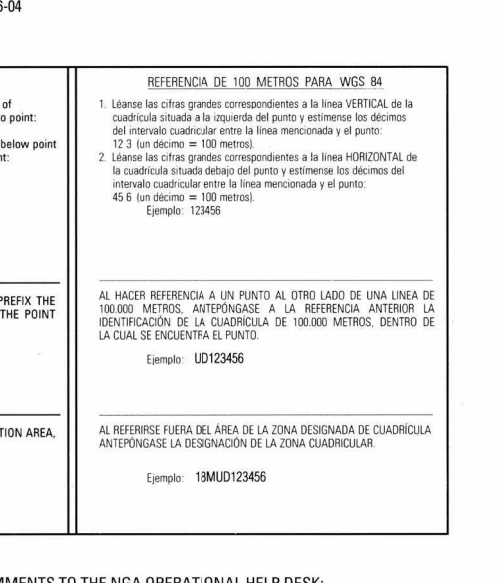 6-04
of
o point:
below point
nt:
PREFIX THE
THE POINT
TION AREA,
REFERENCIA DE 100 METROS PARA WGS 84
1. Léanse las cifras grandes correspondientes a la línea VERTICAL de la
cuadrícula situada a la izquierda del punto y estímense los décimos
del intervalo cuadricular entre la línea mencionada y el punto:
12 3 (un décimo = 100 metros).
2. Léanse las cifras grandes correspondientes a la línea HORIZONTAL de
la cuadrícula situada debajo del punto y estímense los décimos del
intervalo cuadricular entre la línea mencionada y el punto:
45 6 (un décimo = 100 metros).
Ejemplo: 123456
AL HACER REFERENCIA A UN PUNTO AL OTRO LADO DE UNA LINEA DE
100.000 METROS, ANTEPÓNGASE A LA REFERENCIA ANTERIOR LA
IDENTIFICACIÓN DE LA CUADRÍCULA DE 100.000 METROS, DENTRO DE
LA CUAL SE ENCUENTRA EL PUNTO.
Ejemplo: UD123456
AL REFERIRSE FUERA DEL ÁREA DE LA ZONA DESIGNADA DE CUADRÍCULA
ANTEPÓNGASE LA DESIGNACIÓN DE LA ZONA CUADRICULAR.
Ejemplo: 18MUD123456
MMENTS TO THE NGA OPERATIONAL HELP DESK: